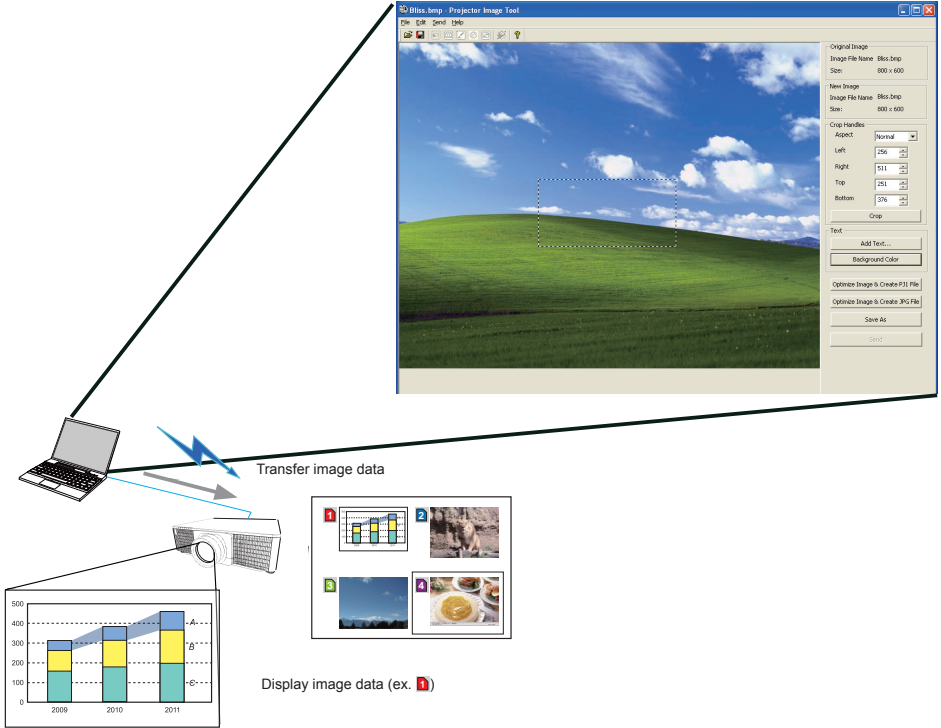 Bliss.bmp - Projector Image Tool
File Edit Send Help
?
Original Image
Image File Name Bliss.bmp
Size: 800 x 600
New Image
Image File Name Bliss.bmp
Size: 800 x 600
Crop Handles
Aspect Normal
Left 256
Right 511
Top 251
Bottom 376
Crop
Text
Add Text...
Background Color
Optimize Image & Create PJ1 File
Optimize Image & Create JPG File
Save As
Send
Transfer image data
1 2
3 4
500
400
300
200
100
0
A
B
C
2009 2010 2011
Display image data (ex. 1)